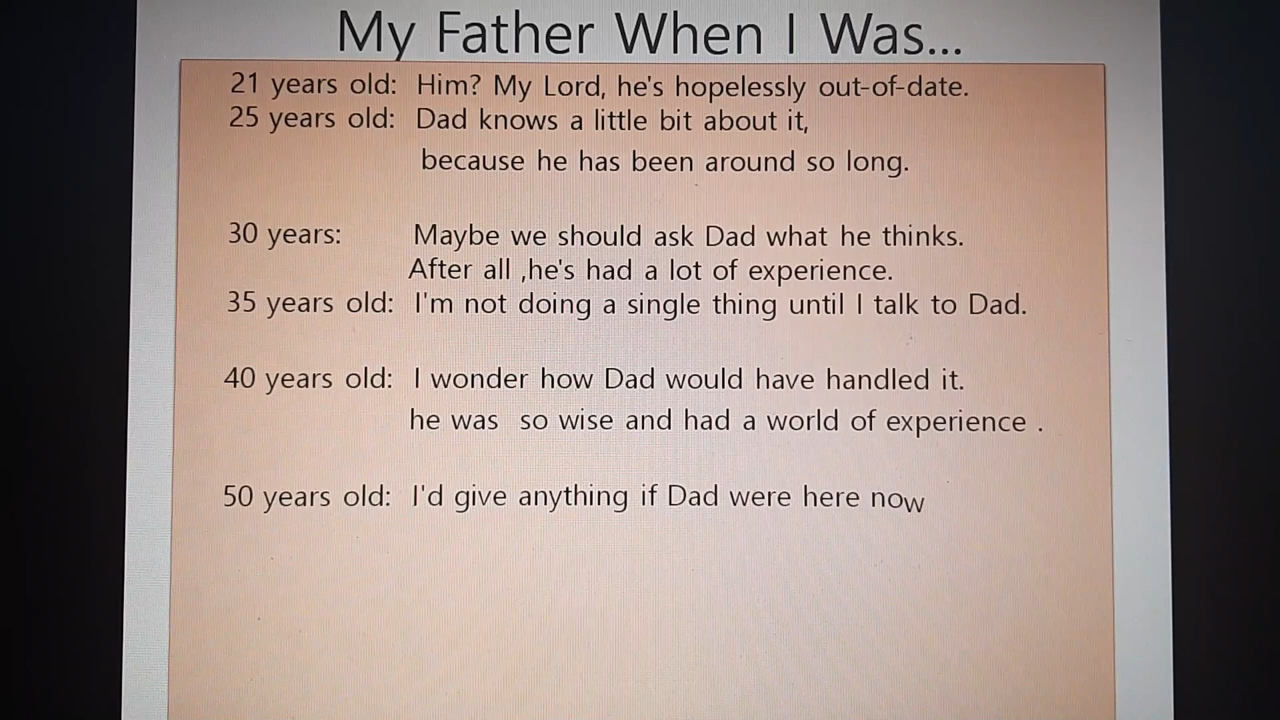 My Father When I Was...
21 years old: Him? My Lord, he's hopelessly out-of-date.
25 years old: Dad knows a little bit about it,
because he has been around so long.
30 years: Maybe we should ask Dad what he thinks.
After all ,he's had a lot of experience.
35 years old: I'm not doing a single thing until I talk to Dad.
40 years old: I wonder how Dad would have handled it.
he was so wise and had a world of experience .
50 years old: I'd give anything if Dad were here now